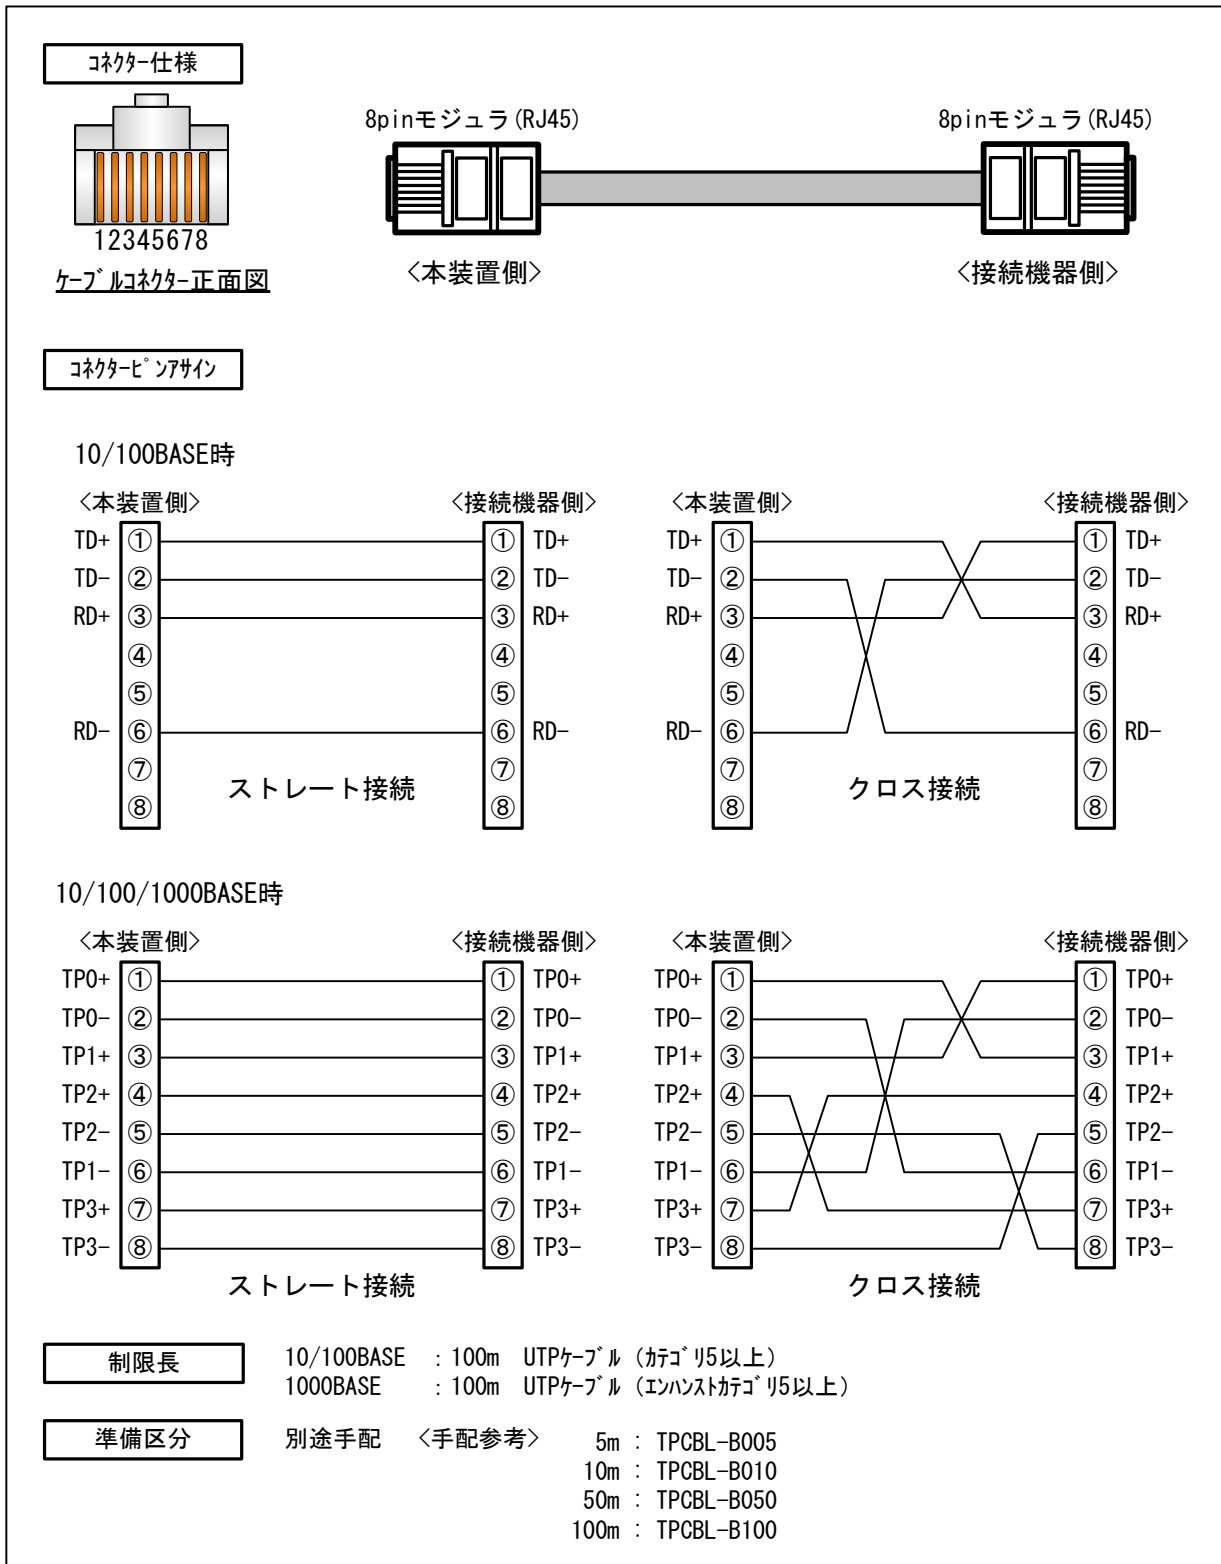 ｺﾈｸﾀｰ仕様
8pinモジュラ(RJ45) 8pinモジュラ(RJ45)
12345678
ｹｰﾌﾞﾙｺﾈｸﾀｰ正面図 〈本装置側〉 〈接続機器側〉
ｺﾈｸﾀｰﾋﾟﾝｱｻｲﾝ
10/100BASE時
〈本装置側〉 〈接続機器側〉 〈本装置側〉 〈接続機器側〉
TD+ ① ① TD+ TD+ ① ① TD+
TD- ② ② TD- TD- ② ② TD-
RD+ ③ ③ RD+ RD+ ③ ③ RD+
④ ④ ④ ④
⑤ ⑤ ⑤ ⑤
RD- ⑥ ⑥ RD- RD- ⑥ ⑥ RD-
⑦ ⑦ ⑦ ⑦
ストレート接続 クロス接続
⑧ ⑧ ⑧ ⑧
10/100/1000BASE時
〈本装置側〉 〈接続機器側〉 〈本装置側〉 〈接続機器側〉
TP0+ ① ① TP0+ TP0+ ① ① TP0+
TP0- ② ② TP0- TP0- ② ② TP0-
TP1+ ③ ③ TP1+ TP1+ ③ ③ TP1+
TP2+ ④ ④ TP2+ TP2+ ④ ④ TP2+
TP2- ⑤ ⑤ TP2- TP2- ⑤ ⑤ TP2-
TP1- ⑥ ⑥ TP1- TP1- ⑥ ⑥ TP1-
TP3+ ⑦ ⑦ TP3+ TP3+ ⑦ ⑦ TP3+
TP3- ⑧ ⑧ TP3- TP3- ⑧ ⑧ TP3-
ストレート接続 クロス接続
制限長 10/100BASE : 100m UTPｹｰﾌﾞﾙ (ｶﾃｺﾞﾘ5以上)
1000BASE : 100m UTPｹｰﾌﾞﾙ (ｴﾝﾊﾝｽﾄｶﾃｺﾞﾘ5以上)
準備区分 別途手配 〈手配参考〉 5m : TPCBL-B005
10m : TPCBL-B010
50m : TPCBL-B050
100m : TPCBL-B100